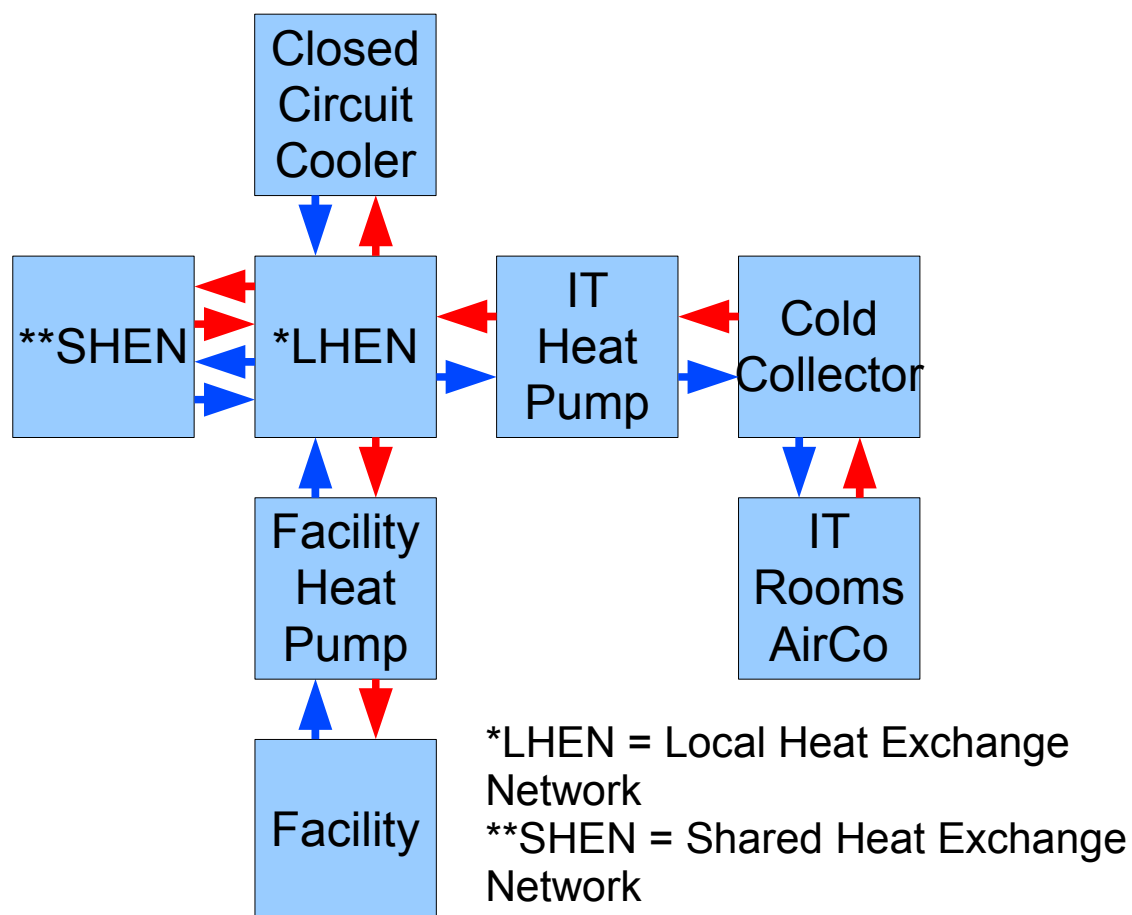 Closed
Circuit
Cooler
**SHEN
*LHEN
IT
Heat
Pump
Cold
Collector
Facility
Heat
Pump
IT
Rooms
AirCo
Facility
*LHEN = Local Heat Exchange
Network
**SHEN = Shared Heat Exchange
Network